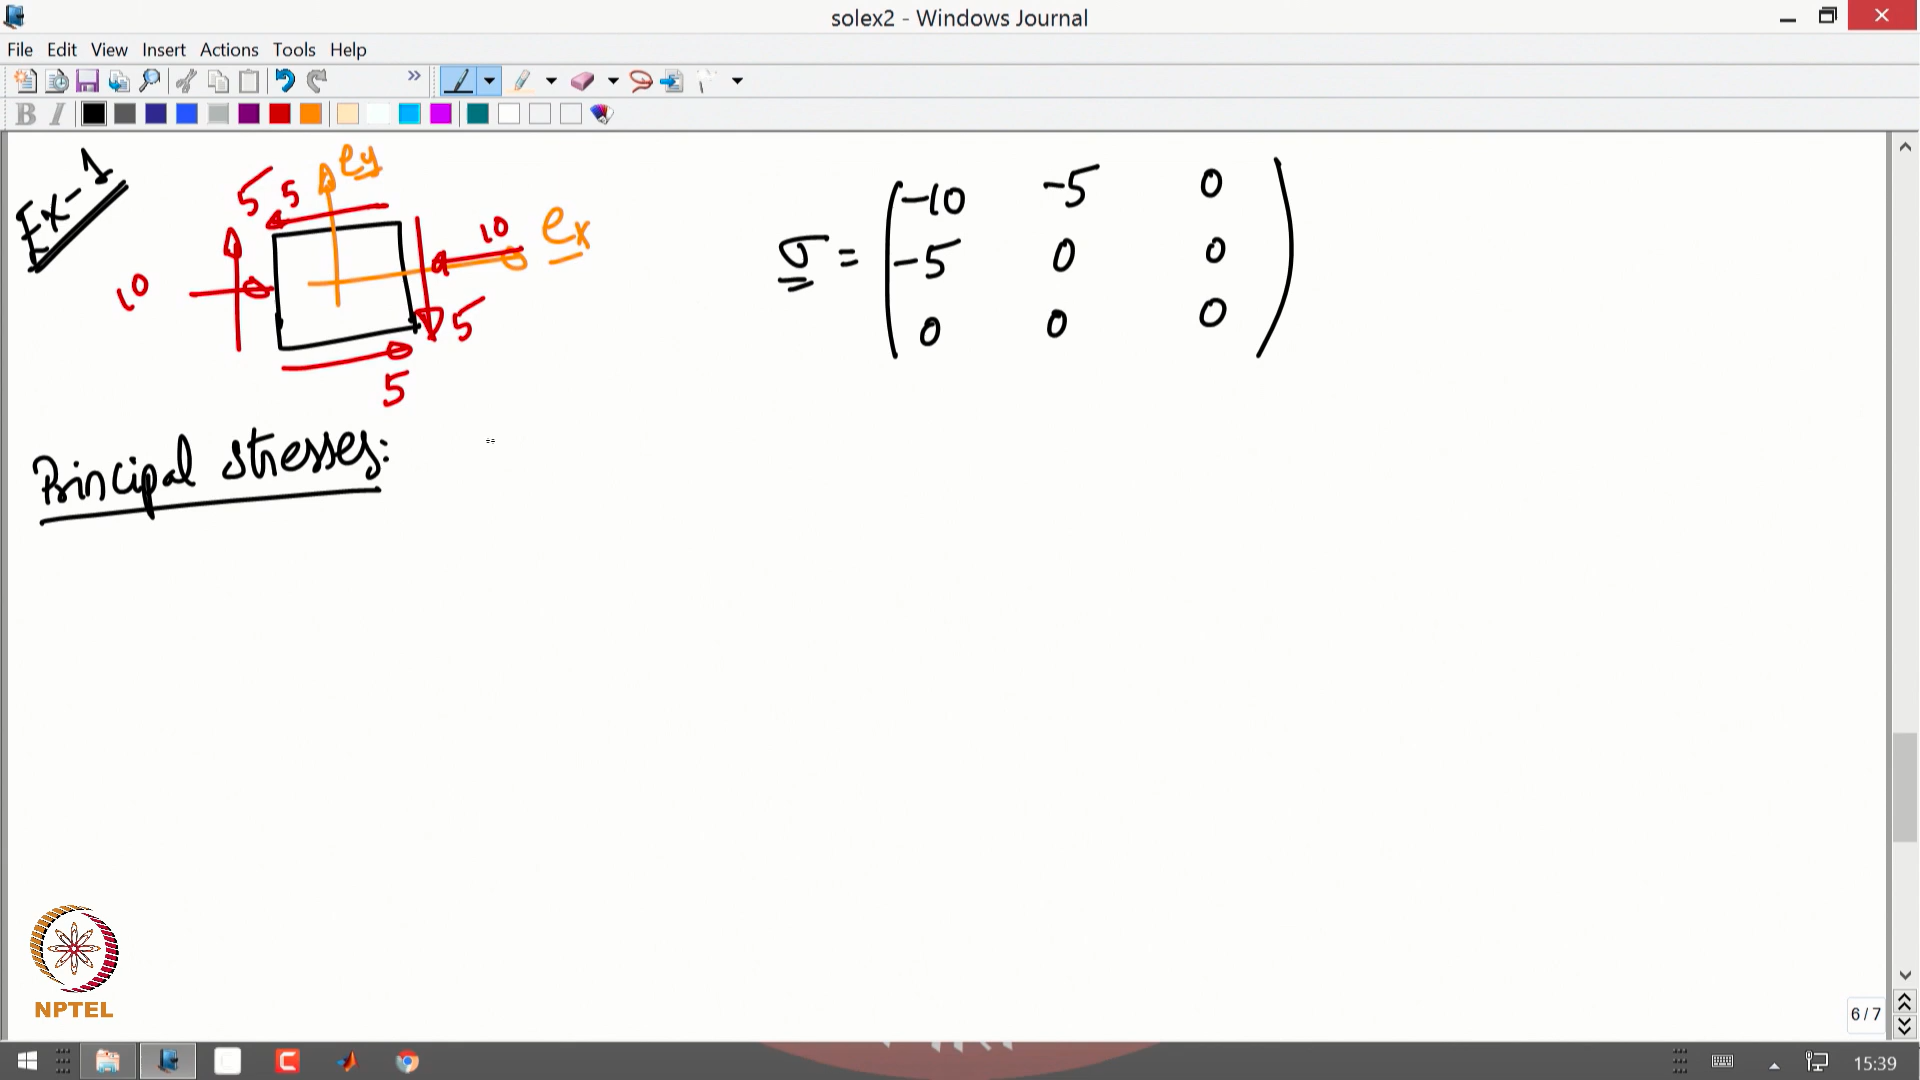 solex2 - Windows Journal
File Edit View Insert Actions Tools Help
B I
Ex-1
5 5 ey
10 ex
10
5
5
σ = ( -10 -5 0
-5 0 0
0 0 0 )
Principal stresses:
NPTEL
6 / 7
15:39